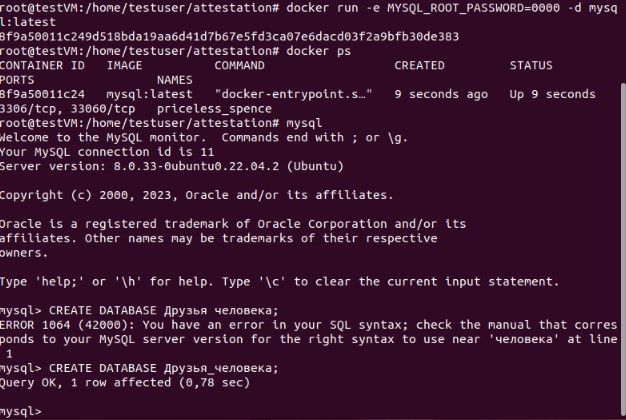 root@testVM:/home/testuser/attestation# docker run -e MYSQL_ROOT_PASSWORD=0000 -d mysq
l:latest
8f9a50011c249d518bda19aa6d41d7b67e5fd3ca07e6dacd03f2a9bfb30de383
root@testVM:/home/testuser/attestation# docker ps
CONTAINER ID   IMAGE          COMMAND                  CREATED         STATUS
PORTS                 NAMES
8f9a50011c24   mysql:latest   "docker-entrypoint.s…"   9 seconds ago   Up 9 seconds
3306/tcp, 33060/tcp   priceless_spence
root@testVM:/home/testuser/attestation# mysql
Welcome to the MySQL monitor.  Commands end with ; or \g.
Your MySQL connection id is 11
Server version: 8.0.33-0ubuntu0.22.04.2 (Ubuntu)
Copyright (c) 2000, 2023, Oracle and/or its affiliates.
Oracle is a registered trademark of Oracle Corporation and/or its
affiliates. Other names may be trademarks of their respective
owners.
Type 'help;' or '\h' for help. Type '\c' to clear the current input statement.
mysql> CREATE DATABASE Друзья человека;
ERROR 1064 (42000): You have an error in your SQL syntax; check the manual that corres
ponds to your MySQL server version for the right syntax to use near 'человека' at line
 1
mysql> CREATE DATABASE Друзья_человека;
Query OK, 1 row affected (0,78 sec)
mysql>